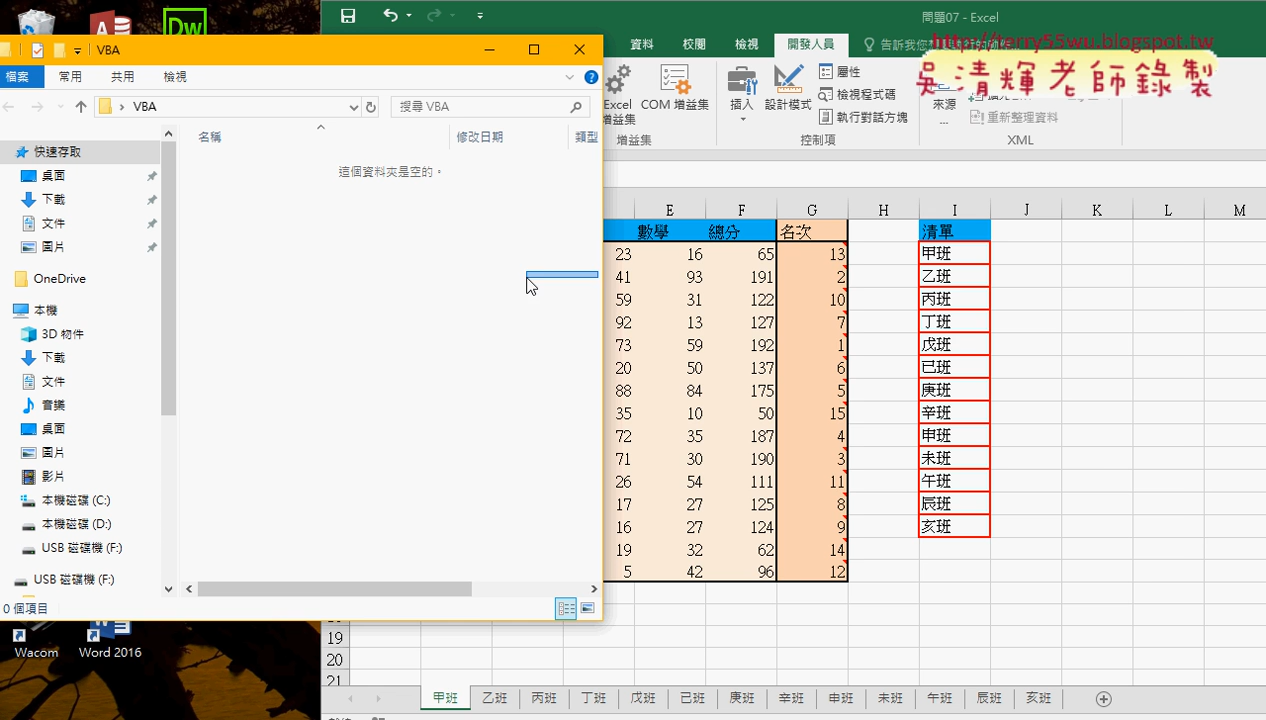 問題07 - Excel
VBA
檔案 常用 共用 檢視
VBA
搜尋 VBA
名稱 修改日期 類型
這個資料夾是空的。
快速存取
桌面
下載
文件
圖片
OneDrive
本機
3D 物件
下載
文件
音樂
桌面
圖片
影片
本機磁碟 (C:)
本機磁碟 (D:)
USB 磁碟機 (F:)
USB 磁碟機 (F:)
0 個項目
Wacom
Word 2016
資料 校閱 檢視 開發人員
http://terry55wu.blogspot.tw
吳清輝老師錄製
Excel
增益集
COM 增益集
增益集
插入
設計模式
屬性
檢視程式碼
執行對話方塊
控制項
來源
重新整理資料
XML
E F G H I J K L M
數學 總分 名次 清單
23 16 65 13 甲班
41 93 191 2 乙班
59 31 122 10 丙班
92 13 127 7 丁班
73 59 192 1 戊班
20 50 137 6 已班
88 84 175 5 庚班
35 10 50 15 辛班
72 35 187 4 申班
71 30 190 3 未班
26 54 111 11 午班
17 27 125 8 辰班
16 27 124 9 亥班
19 32 62 14
5 42 96 12
19
20
21
甲班 乙班 丙班 丁班 戊班 已班 庚班 辛班 申班 未班 午班 辰班 亥班